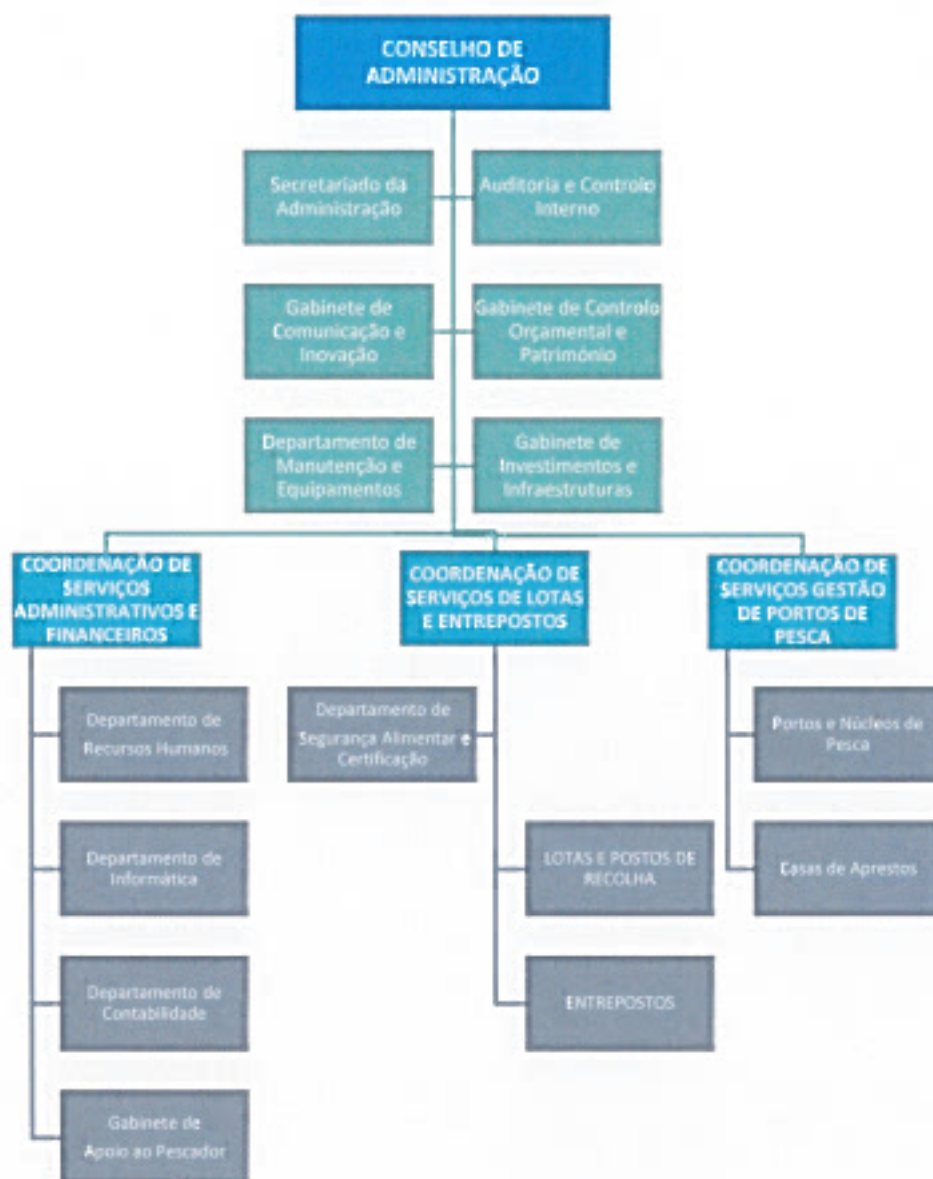 CONSELHO DE
ADMINISTRAÇÃO
Secretariado da
Administração
Auditoria e Controlo
Interno
Gabinete de
Comunicação e
Inovação
Gabinete de Controlo
Orçamental e
Património
Departamento de
Manutenção e
Equipamentos
Gabinete de
Investimentos e
Infraestruturas
COORDENAÇÃO DE
SERVIÇOS
ADMINISTRATIVOS E
FINANCEIROS
COORDENAÇÃO DE
SERVIÇOS DE LOTAS
E ENTREPOSTOS
COORDENAÇÃO DE
SERVIÇOS GESTÃO
DE PORTOS DE
PESCA
Departamento de
Recursos Humanos
Departamento de
Informática
Departamento de
Contabilidade
Gabinete de
Apoio ao Pescador
Departamento de
Segurança Alimentar e
Certificação
LOTAS E POSTOS DE
RECOLHA
ENTREPOSTOS
Portos e Núcleos de
Pesca
Casas de Aprestos